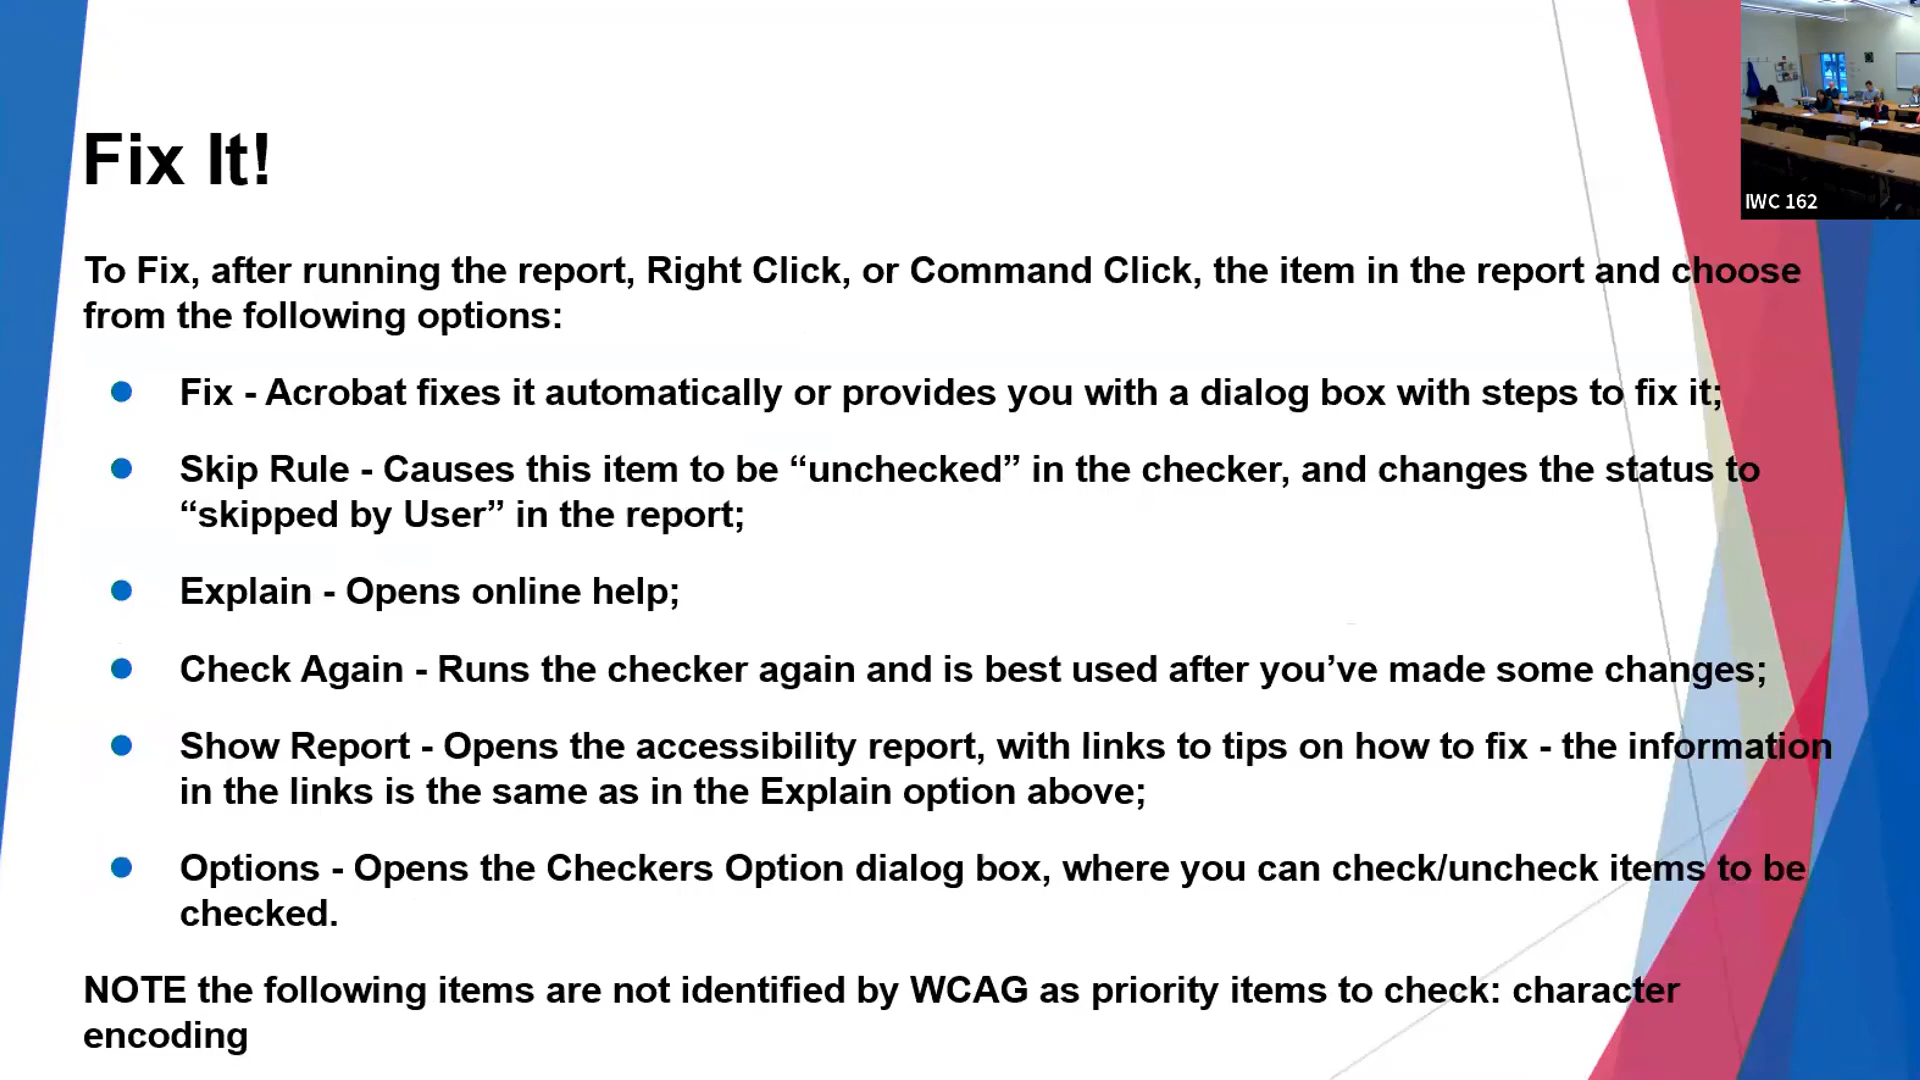 IWC 162
Fix It!
To Fix, after running the report, Right Click, or Command Click, the item in the report and choose
from the following options:
Fix - Acrobat fixes it automatically or provides you with a dialog box with steps to fix it;
Skip Rule - Causes this item to be “unchecked” in the checker, and changes the status to
“skipped by User” in the report;
Explain - Opens online help;
Check Again - Runs the checker again and is best used after you’ve made some changes;
Show Report - Opens the accessibility report, with links to tips on how to fix - the information
in the links is the same as in the Explain option above;
Options - Opens the Checkers Option dialog box, where you can check/uncheck items to be
checked.
NOTE the following items are not identified by WCAG as priority items to check: character
encoding